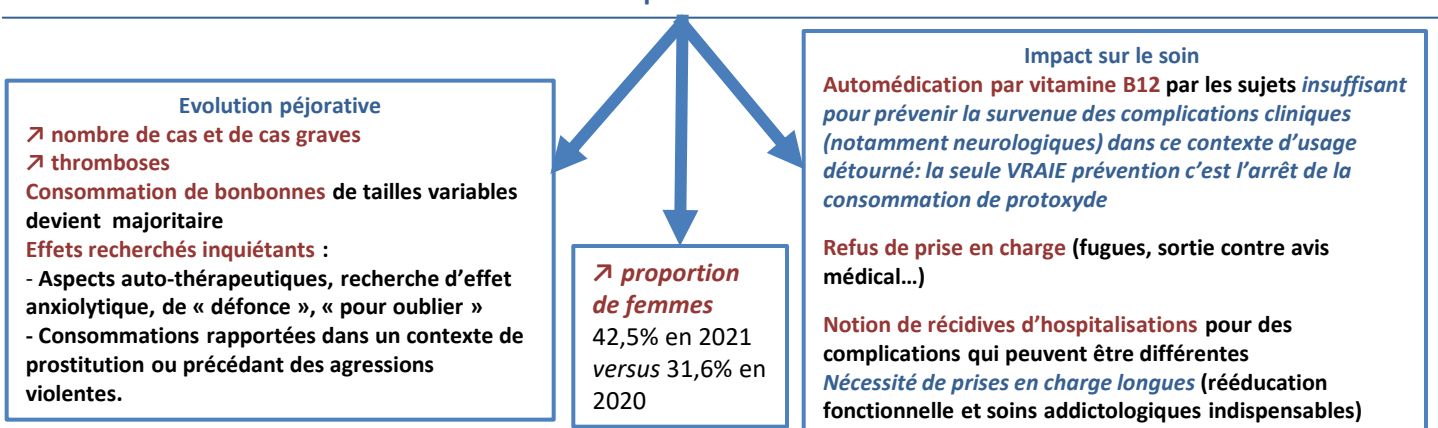 Evolution péjorative
↗ nombre de cas et de cas graves
↗ thromboses
Consommation de bonbonnes de tailles variables
devient majoritaire
Effets recherchés inquiétants :
- Aspects auto-thérapeutiques, recherche d’effet
anxiolytique, de « défonce », « pour oublier »
- Consommations rapportées dans un contexte de
prostitution ou précédant des agressions
violentes.
↗ proportion
de femmes
42,5% en 2021
versus 31,6% en
2020
Impact sur le soin
Automédication par vitamine B12 par les sujets insuffisant
pour prévenir la survenue des complications cliniques
(notamment neurologiques) dans ce contexte d’usage
détourné: la seule VRAIE prévention c’est l’arrêt de la
consommation de protoxyde
Refus de prise en charge (fugues, sortie contre avis
médical…)
Notion de récidives d’hospitalisations pour des
complications qui peuvent être différentes
Nécessité de prises en charge longues (rééducation
fonctionnelle et soins addictologiques indispensables)